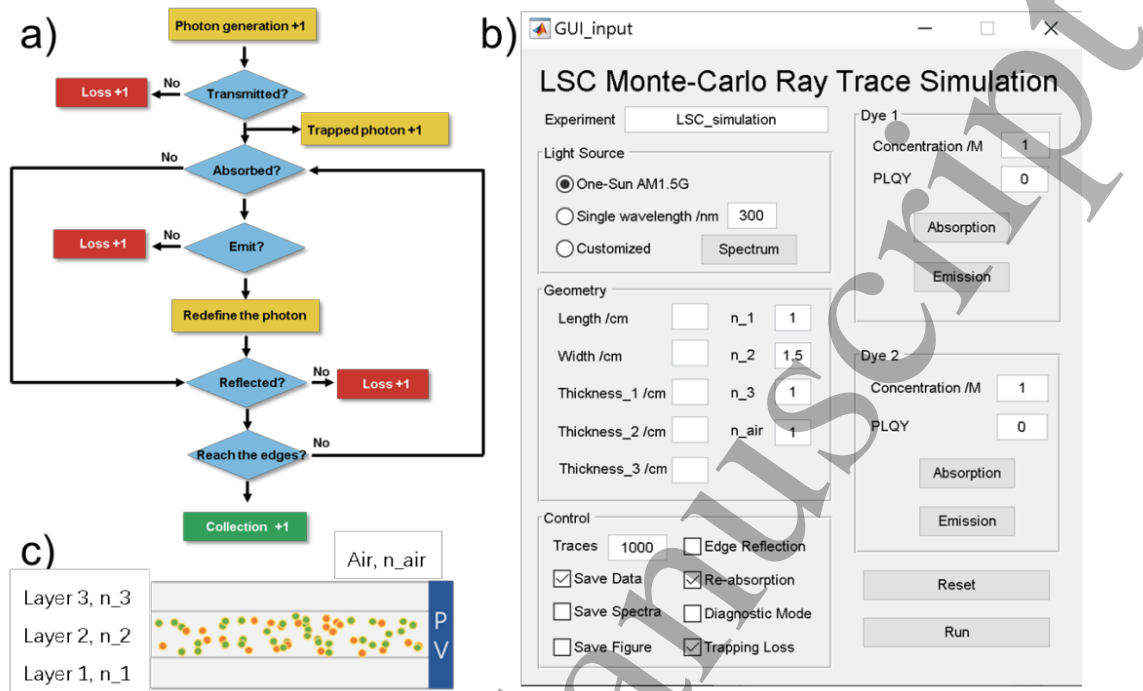 a)
Photon generation +1
No
Loss +1
Transmitted?
Trapped photon +1
No
Absorbed?
No
Loss +1
Emit?
Redefine the photon
Reflected?
No
Loss +1
Reach the edges?
No
Collection +1
b)
GUI_input
LSC Monte-Carlo Ray Trace Simulation
Experiment LSC_simulation
Light Source
One-Sun AM1.5G
Single wavelength /nm 300
Customized Spectrum
Geometry
Length /cm n_1 1
Width /cm n_2 1.5
Thickness_1 /cm n_3 1
Thickness_2 /cm n_air 1
Thickness_3 /cm
Control
Traces 1000 Edge Reflection
Save Data Re-absorption
Save Spectra Diagnostic Mode
Save Figure Trapping Loss
Dye 1
Concentration /M 1
PLQY 0
Absorption
Emission
Dye 2
Concentration /M 1
PLQY 0
Absorption
Emission
Reset
Run
c)
Air, n_air
Layer 3, n_3
Layer 2, n_2
Layer 1, n_1
P
V
anuscript